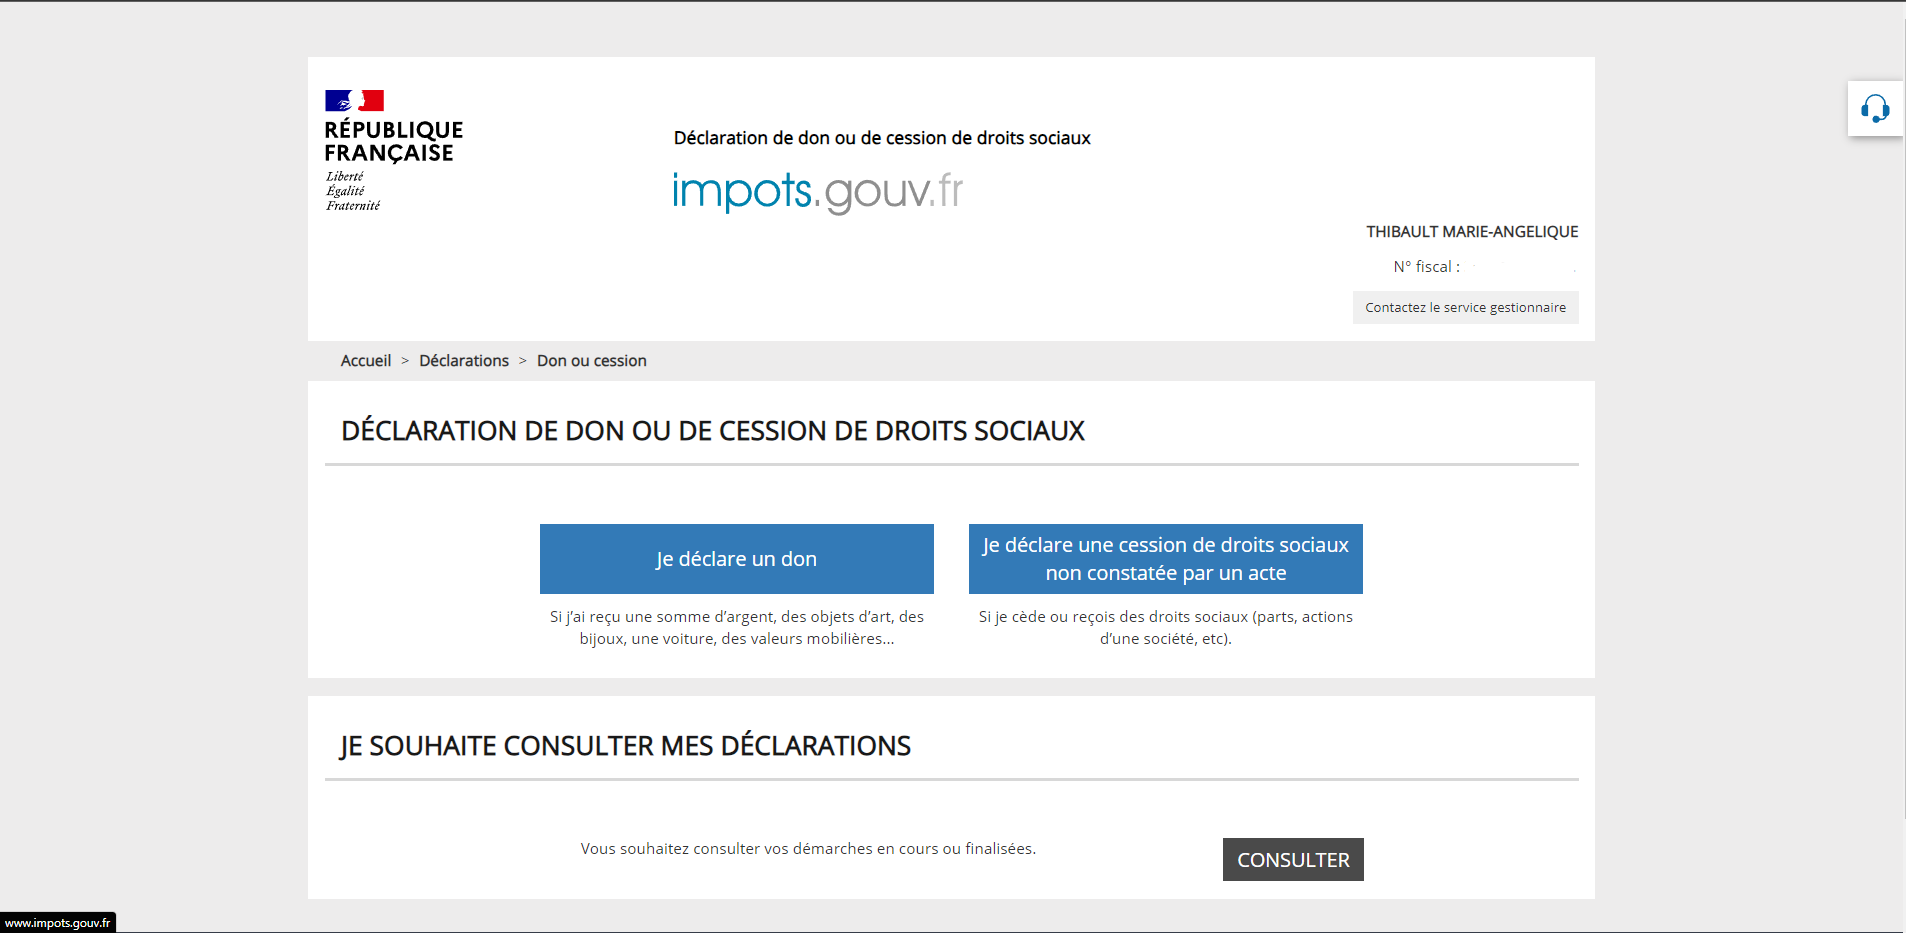 RÉPUBLIQUE
FRANÇAISE
Liberté
Égalité
Fraternité
Déclaration de don ou de cession de droits sociaux
impots.gouv.fr
THIBAULT MARIE-ANGELIQUE
N° fiscal :
Contactez le service gestionnaire
Accueil > Déclarations > Don ou cession
DÉCLARATION DE DON OU DE CESSION DE DROITS SOCIAUX
Je déclare un don
Si j’ai reçu une somme d’argent, des objets d’art, des
bijoux, une voiture, des valeurs mobilières...
Je déclare une cession de droits sociaux
non constatée par un acte
Si je cède ou reçois des droits sociaux (parts, actions
d’une société, etc).
JE SOUHAITE CONSULTER MES DÉCLARATIONS
Vous souhaitez consulter vos démarches en cours ou finalisées.
CONSULTER
www.impots.gouv.fr